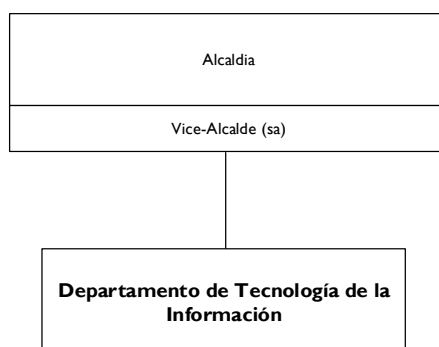 Alcaldia
Vice-Alcalde (sa)
Departamento de Tecnología de la
Información